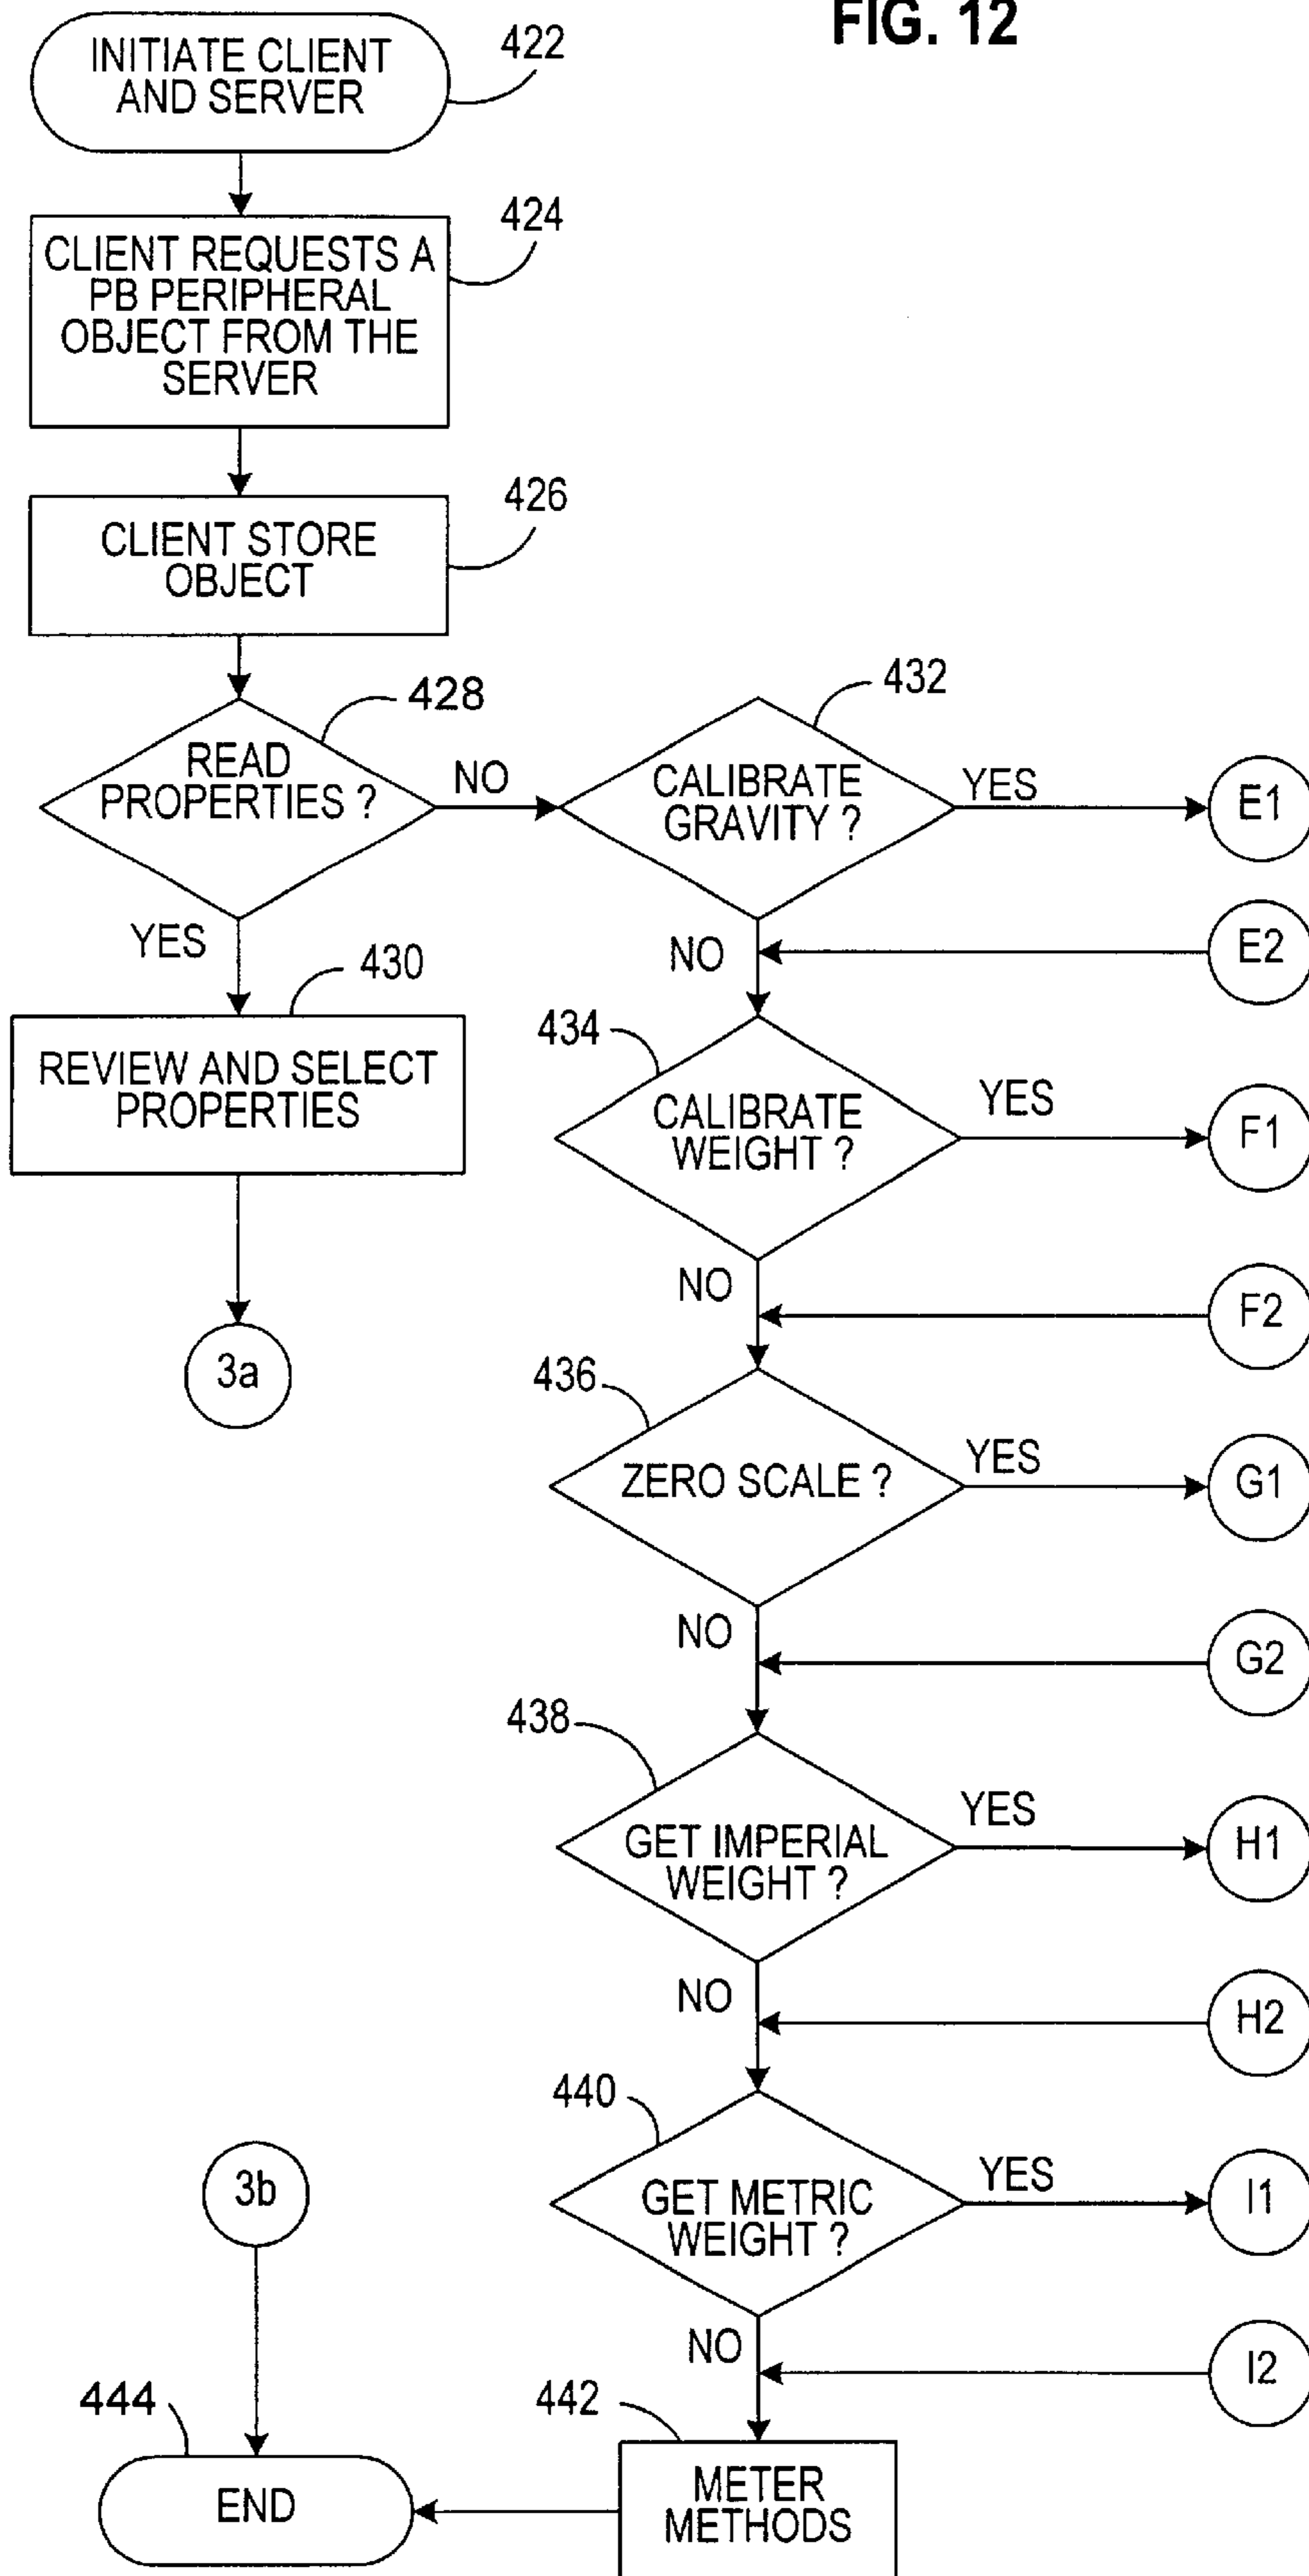 FIG. 12
INITIATE CLIENT
AND SERVER
422
CLIENT REQUESTS A
PB PERIPHERAL
OBJECT FROM THE
SERVER
424
CLIENT STORE
OBJECT
426
READ
PROPERTIES ?
428
NO
YES
CALIBRATE
GRAVITY ?
432
YES
E1
NO
E2
REVIEW AND SELECT
PROPERTIES
430
3a
CALIBRATE
WEIGHT ?
434
YES
F1
NO
F2
ZERO SCALE ?
436
YES
G1
NO
G2
GET IMPERIAL
WEIGHT ?
438
YES
H1
NO
H2
GET METRIC
WEIGHT ?
440
YES
I1
NO
I2
3b
METER
METHODS
442
END
444